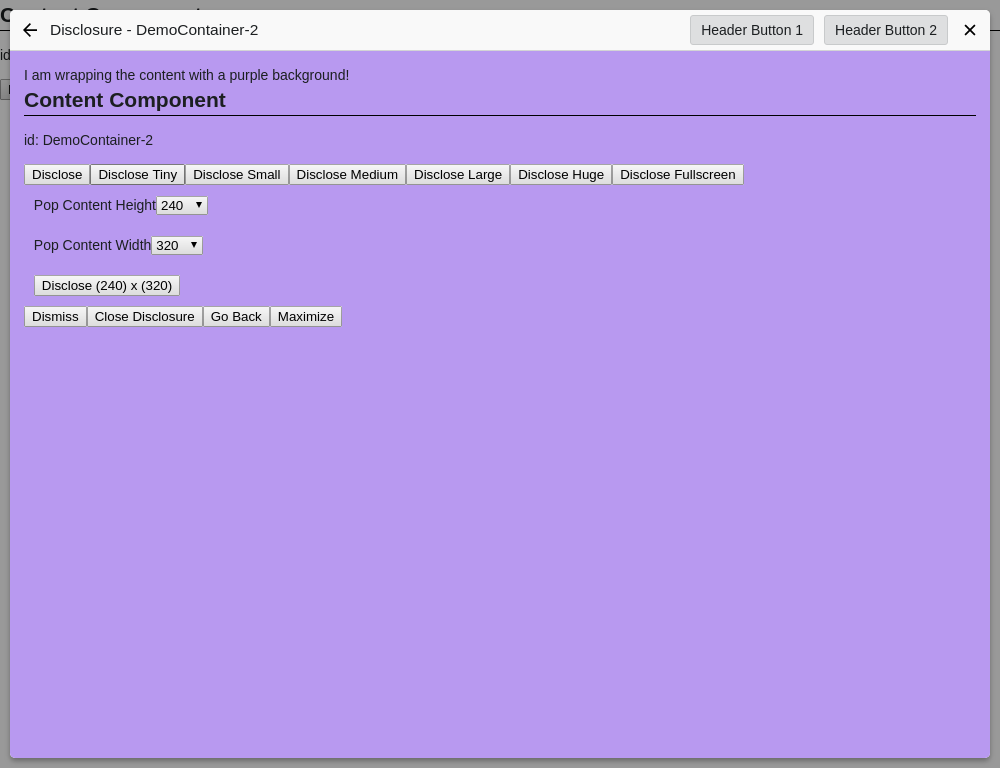 Disclosure - DemoContainer-2 Header Button 1 Header Button 2
I am wrapping the content with a purple background!
Content Component
id: DemoContainer-2
Disclose Disclose Tiny Disclose Small Disclose Medium Disclose Large Disclose Huge Disclose Fullscreen
Pop Content Height 240
Pop Content Width 320
Disclose (240) x (320)
Dismiss Close Disclosure Go Back Maximize
id